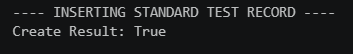 ---- INSERTING STANDARD TEST RECORD ----
Create Result: True